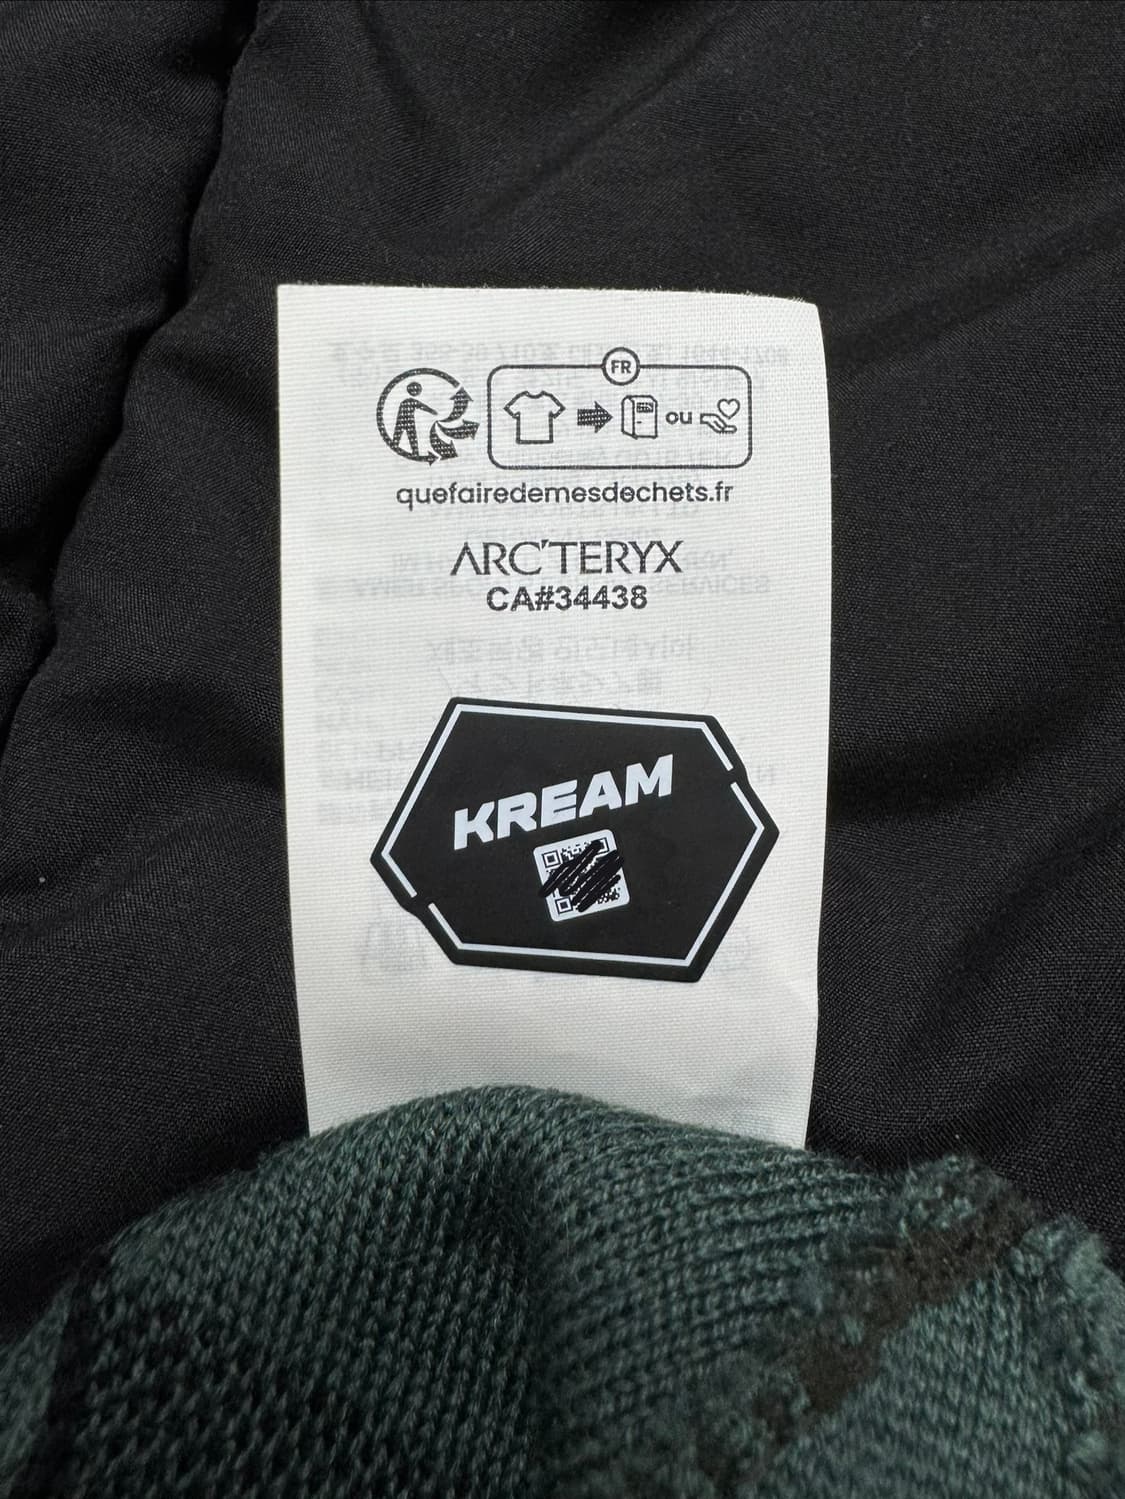 FR
ou
quefairedemesdechets.fr
ARC'TERYX
CA#34438
KREAM